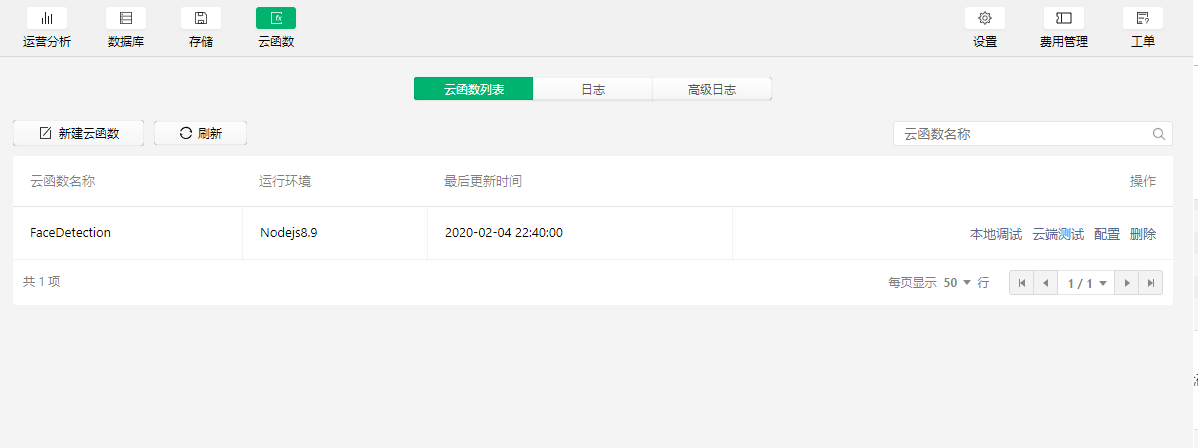 运营分析 数据库 存储 云函数 设置 费用管理 工单
云函数列表 日志 高级日志
新建云函数 刷新 云函数名称
云函数名称 运行环境 最后更新时间 操作
FaceDetection Nodejs8.9 2020-02-04 22:40:00 本地调试 云端测试 配置 删除
共 1 项 每页显示 50 行 1 / 1